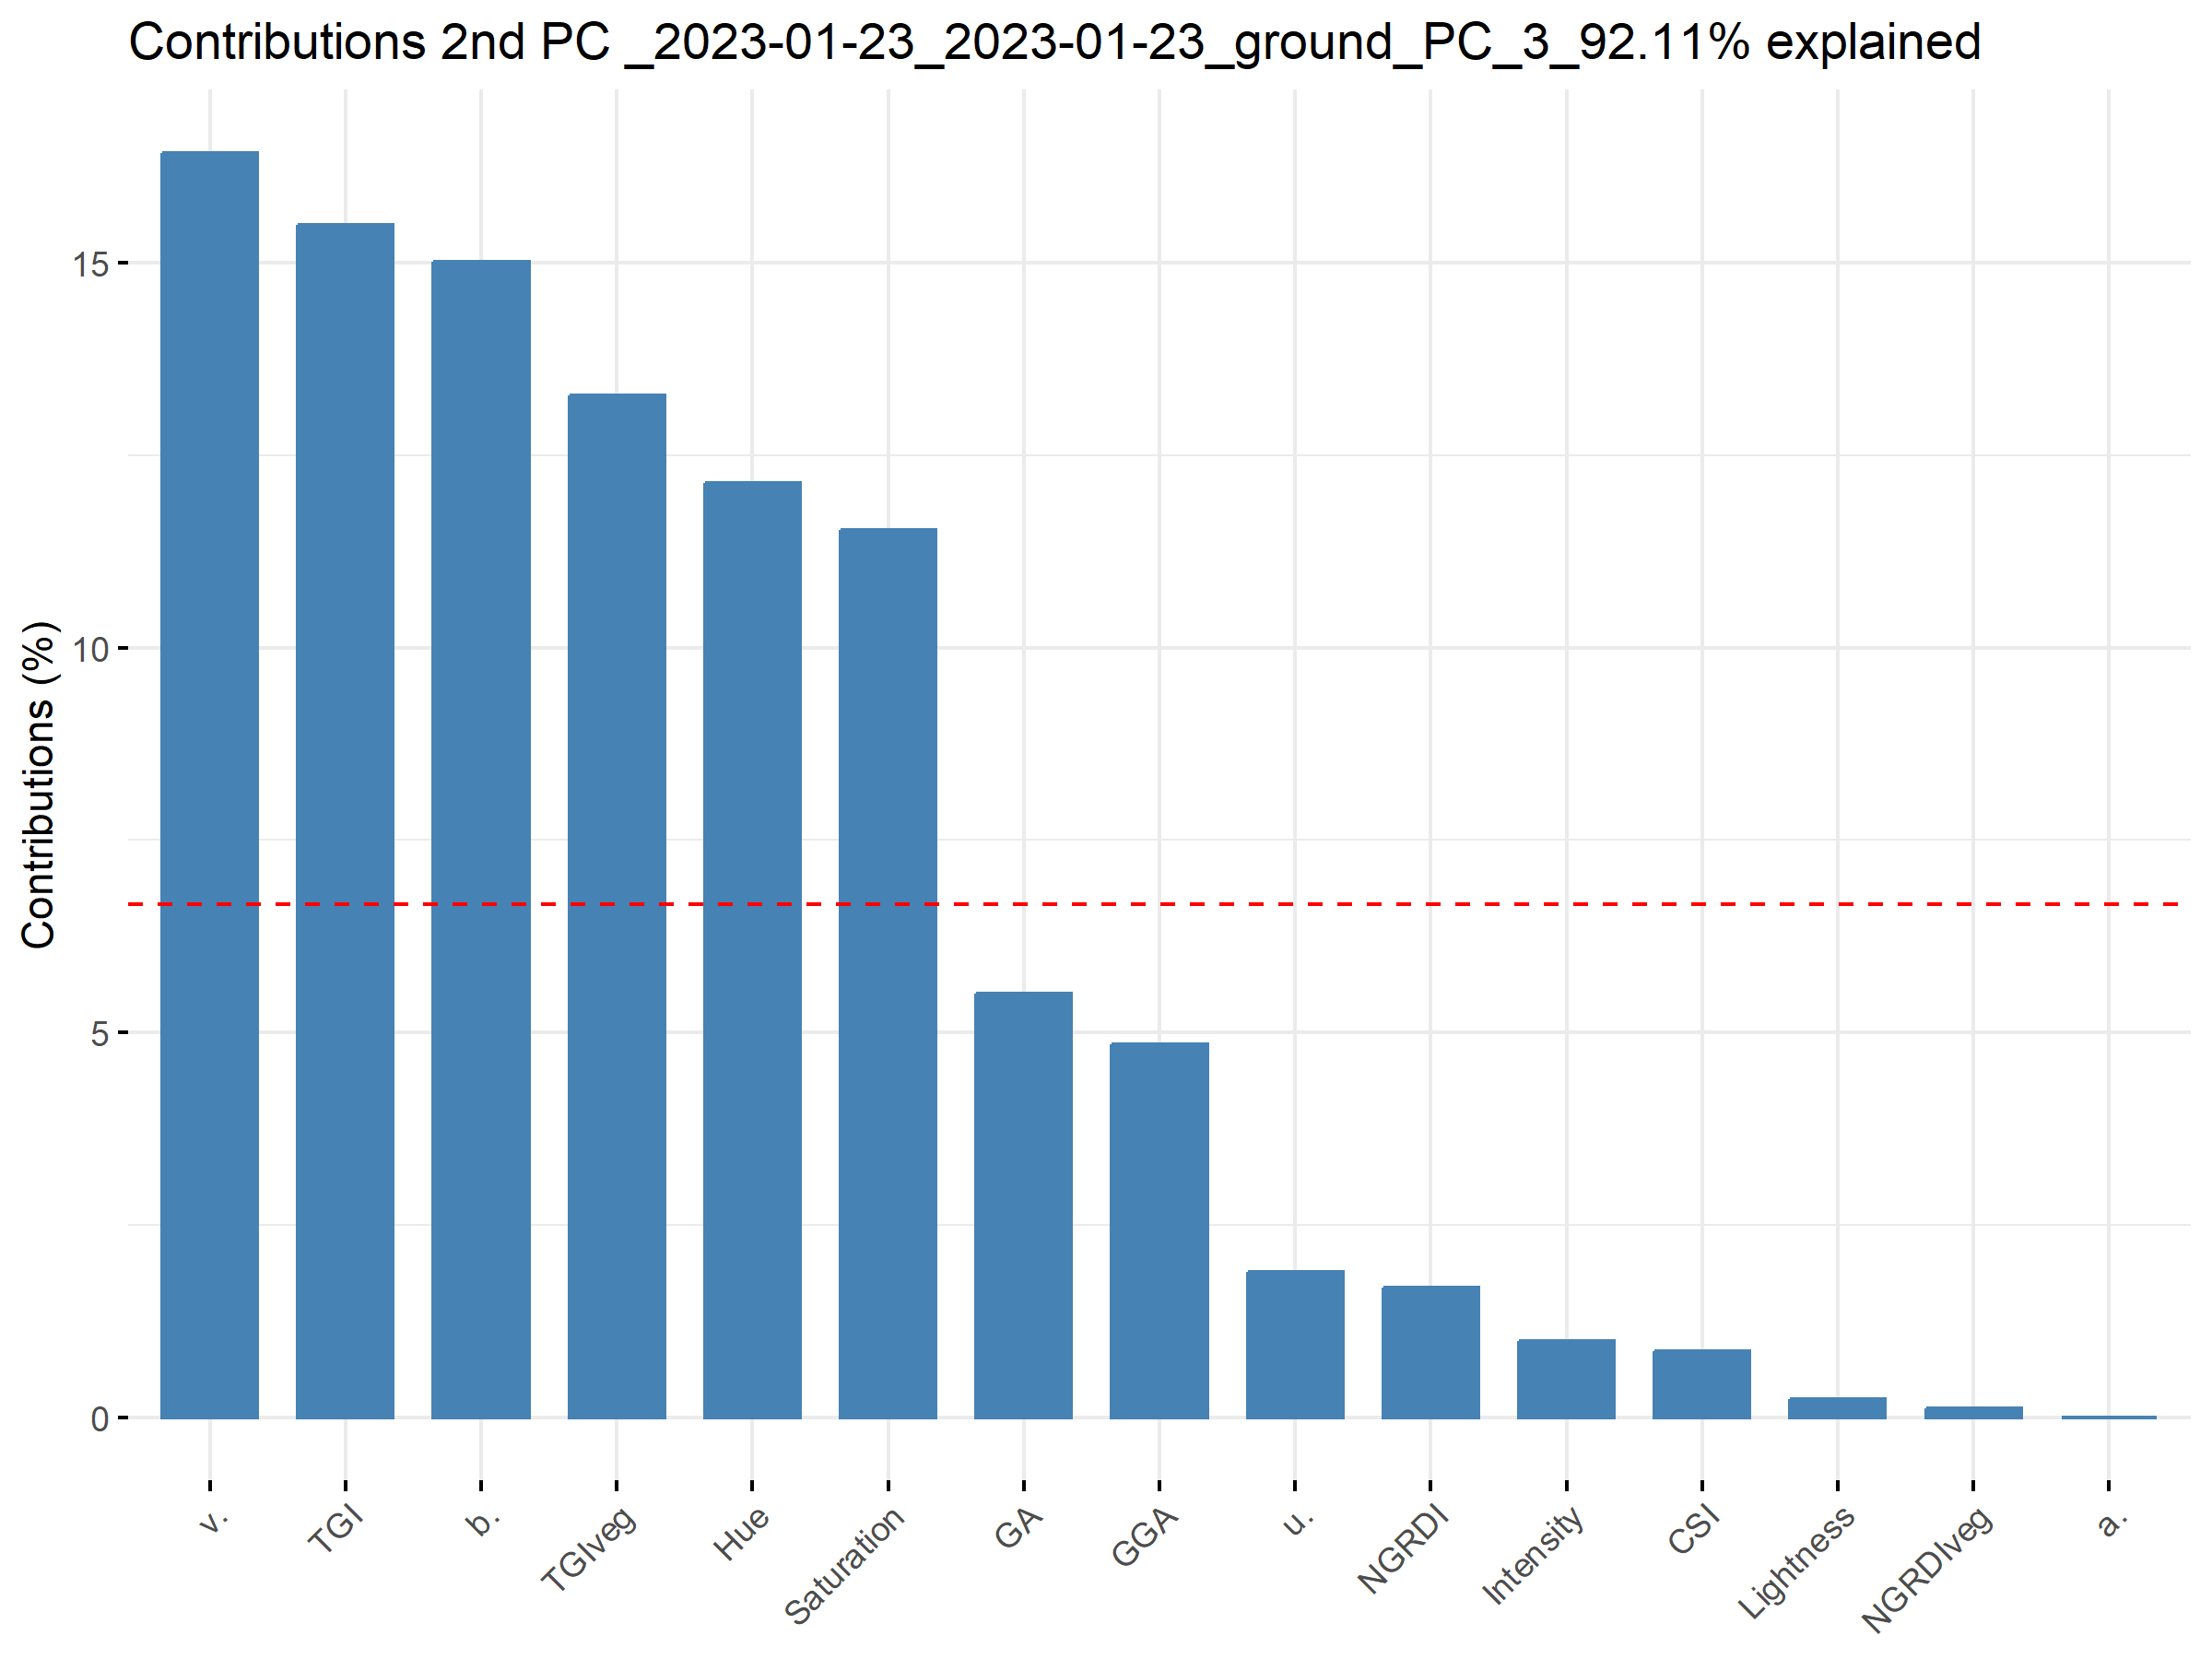 Contributions 2nd PC _2023-01-23_2023-01-23_ground_PC_3_92.11% explained
Contributions (%)
15
10
5
0
v.
TGI
b.
TGIveg
Hue
Saturation
GA
GGA
u.
NGRDI
Intensity
CSI
Lightness
NGRDIveg
a.